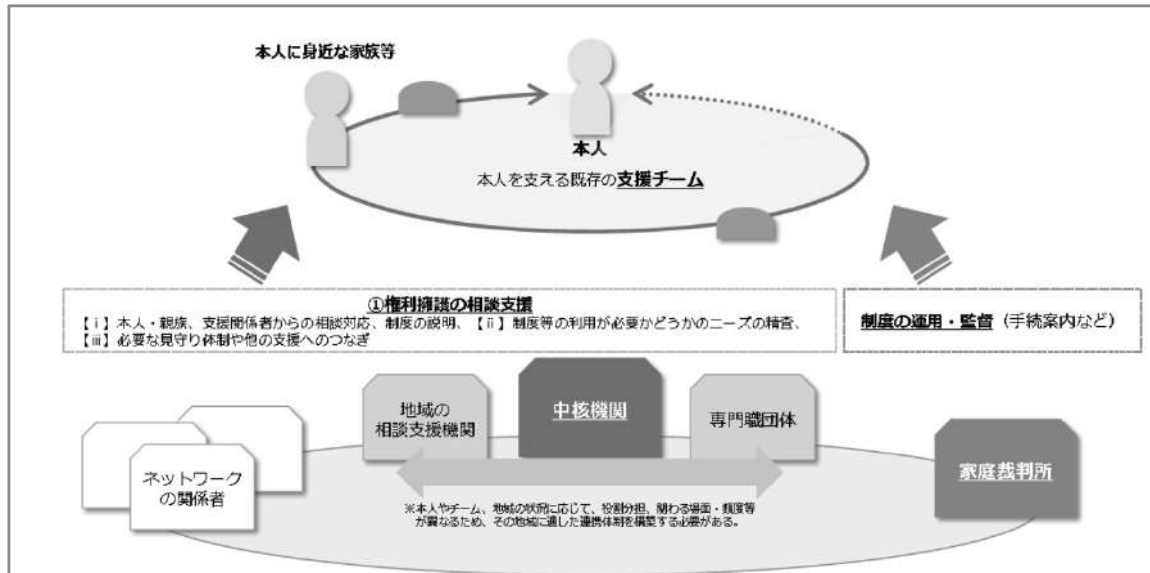 本人に身近な家族等
本人
本人を支える既存の支援チーム
①権利擁護の相談支援
【ⅰ】本人・親族、支援関係者からの相談対応、制度の説明、【ⅱ】制度等の利用が必要かどうかのニーズの精査、
【ⅲ】必要な見守り体制や他の支援へのつなぎ
制度の運用・監督（手続案内など）
地域の
相談支援機関
中核機関
専門職団体
ネットワーク
の関係者
家庭裁判所
※本人やチーム、地域の状況に応じて、役割分担、関わる場面・頻度等
が異なるため、その地域に適した連携体制を構築する必要がある。